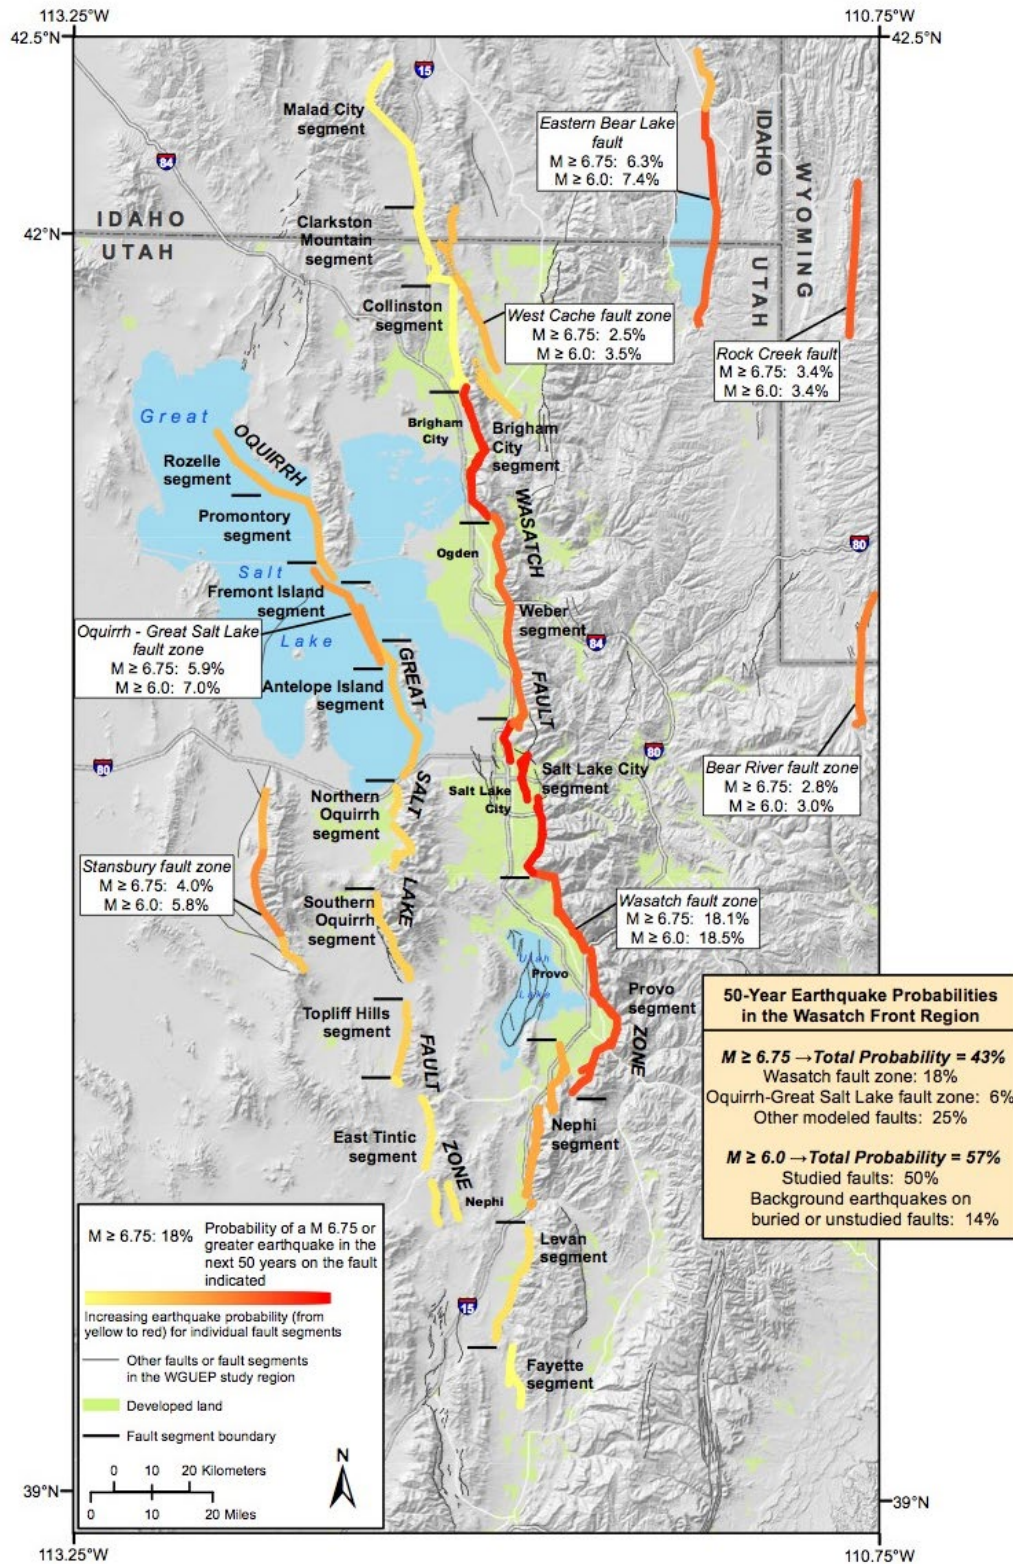 113.25°W
110.75°W
42.5°N
42.5°N
15
Malad City
segment
84
Eastern Bear Lake
fault
M ≥ 6.75: 6.3%
M ≥ 6.0: 7.4%
IDAHO
WYOMING
Clarkston
Mountain
segment
42°N
IDAHO
UTAH
42°N
UTAH
Collinston
segment
West Cache fault zone
M ≥ 6.75: 2.5%
M ≥ 6.0: 3.5%
Rock Creek fault
M ≥ 6.75: 3.4%
M ≥ 6.0: 3.4%
Great
OQUIRRH
Brigham
City
Brigham
City
segment
Rozelle
segment
Promontory
segment
WASATCH
Ogden
80
Salt
Fremont Island
segment
Weber
segment
84
Oquirrh - Great Salt Lake
fault zone
M ≥ 6.75: 5.9%
M ≥ 6.0: 7.0%
Lake
GREAT
Antelope Island
segment
FAULT
80
80
Salt Lake City
segment
Bear River fault zone
M ≥ 6.75: 2.8%
M ≥ 6.0: 3.0%
SALT
Salt Lake
City
Northern
Oquirrh
segment
Stansbury fault zone
M ≥ 6.75: 4.0%
M ≥ 6.0: 5.8%
LAKE
Southern
Oquirrh
segment
Wasatch fault zone
M ≥ 6.75: 18.1%
M ≥ 6.0: 18.5%
Utah
Provo
Lake
Provo
segment
Topliff Hills
segment
FAULT
ZONE
50-Year Earthquake Probabilities
in the Wasatch Front Region
M ≥ 6.75 →Total Probability = 43%
Wasatch fault zone: 18%
Oquirrh-Great Salt Lake fault zone: 6%
Other modeled faults: 25%
M ≥ 6.0 →Total Probability = 57%
Studied faults: 50%
Background earthquakes on
buried or unstudied faults: 14%
East Tintic
segment
ZONE
Nephi
segment
Nephi
Levan
segment
15
Fayette
segment
M ≥ 6.75: 18%
Probability of a M 6.75 or
greater earthquake in the
next 50 years on the fault
indicated
Increasing earthquake probability (from
yellow to red) for individual fault segments
Other faults or fault segments
in the WGUEP study region
Developed land
Fault segment boundary
N
0 10 20 Kilometers
0 10 20 Miles
39°N
39°N
113.25°W
110.75°W